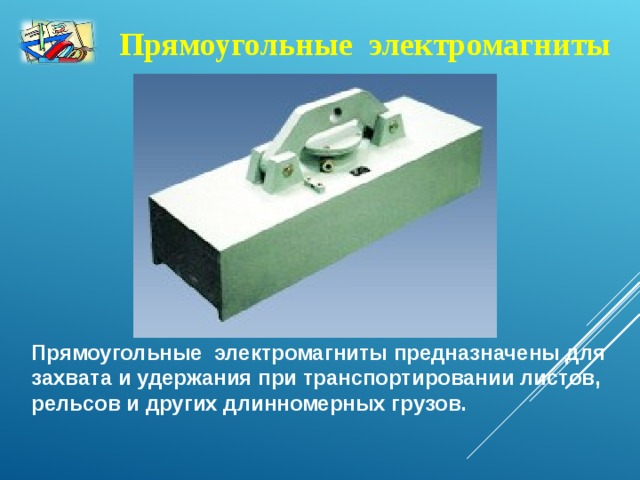 Прямоугольные электромагниты
Прямоугольные электромагниты предназначены для
захвата и удержания при транспортировании листов,
рельсов и других длинномерных грузов.